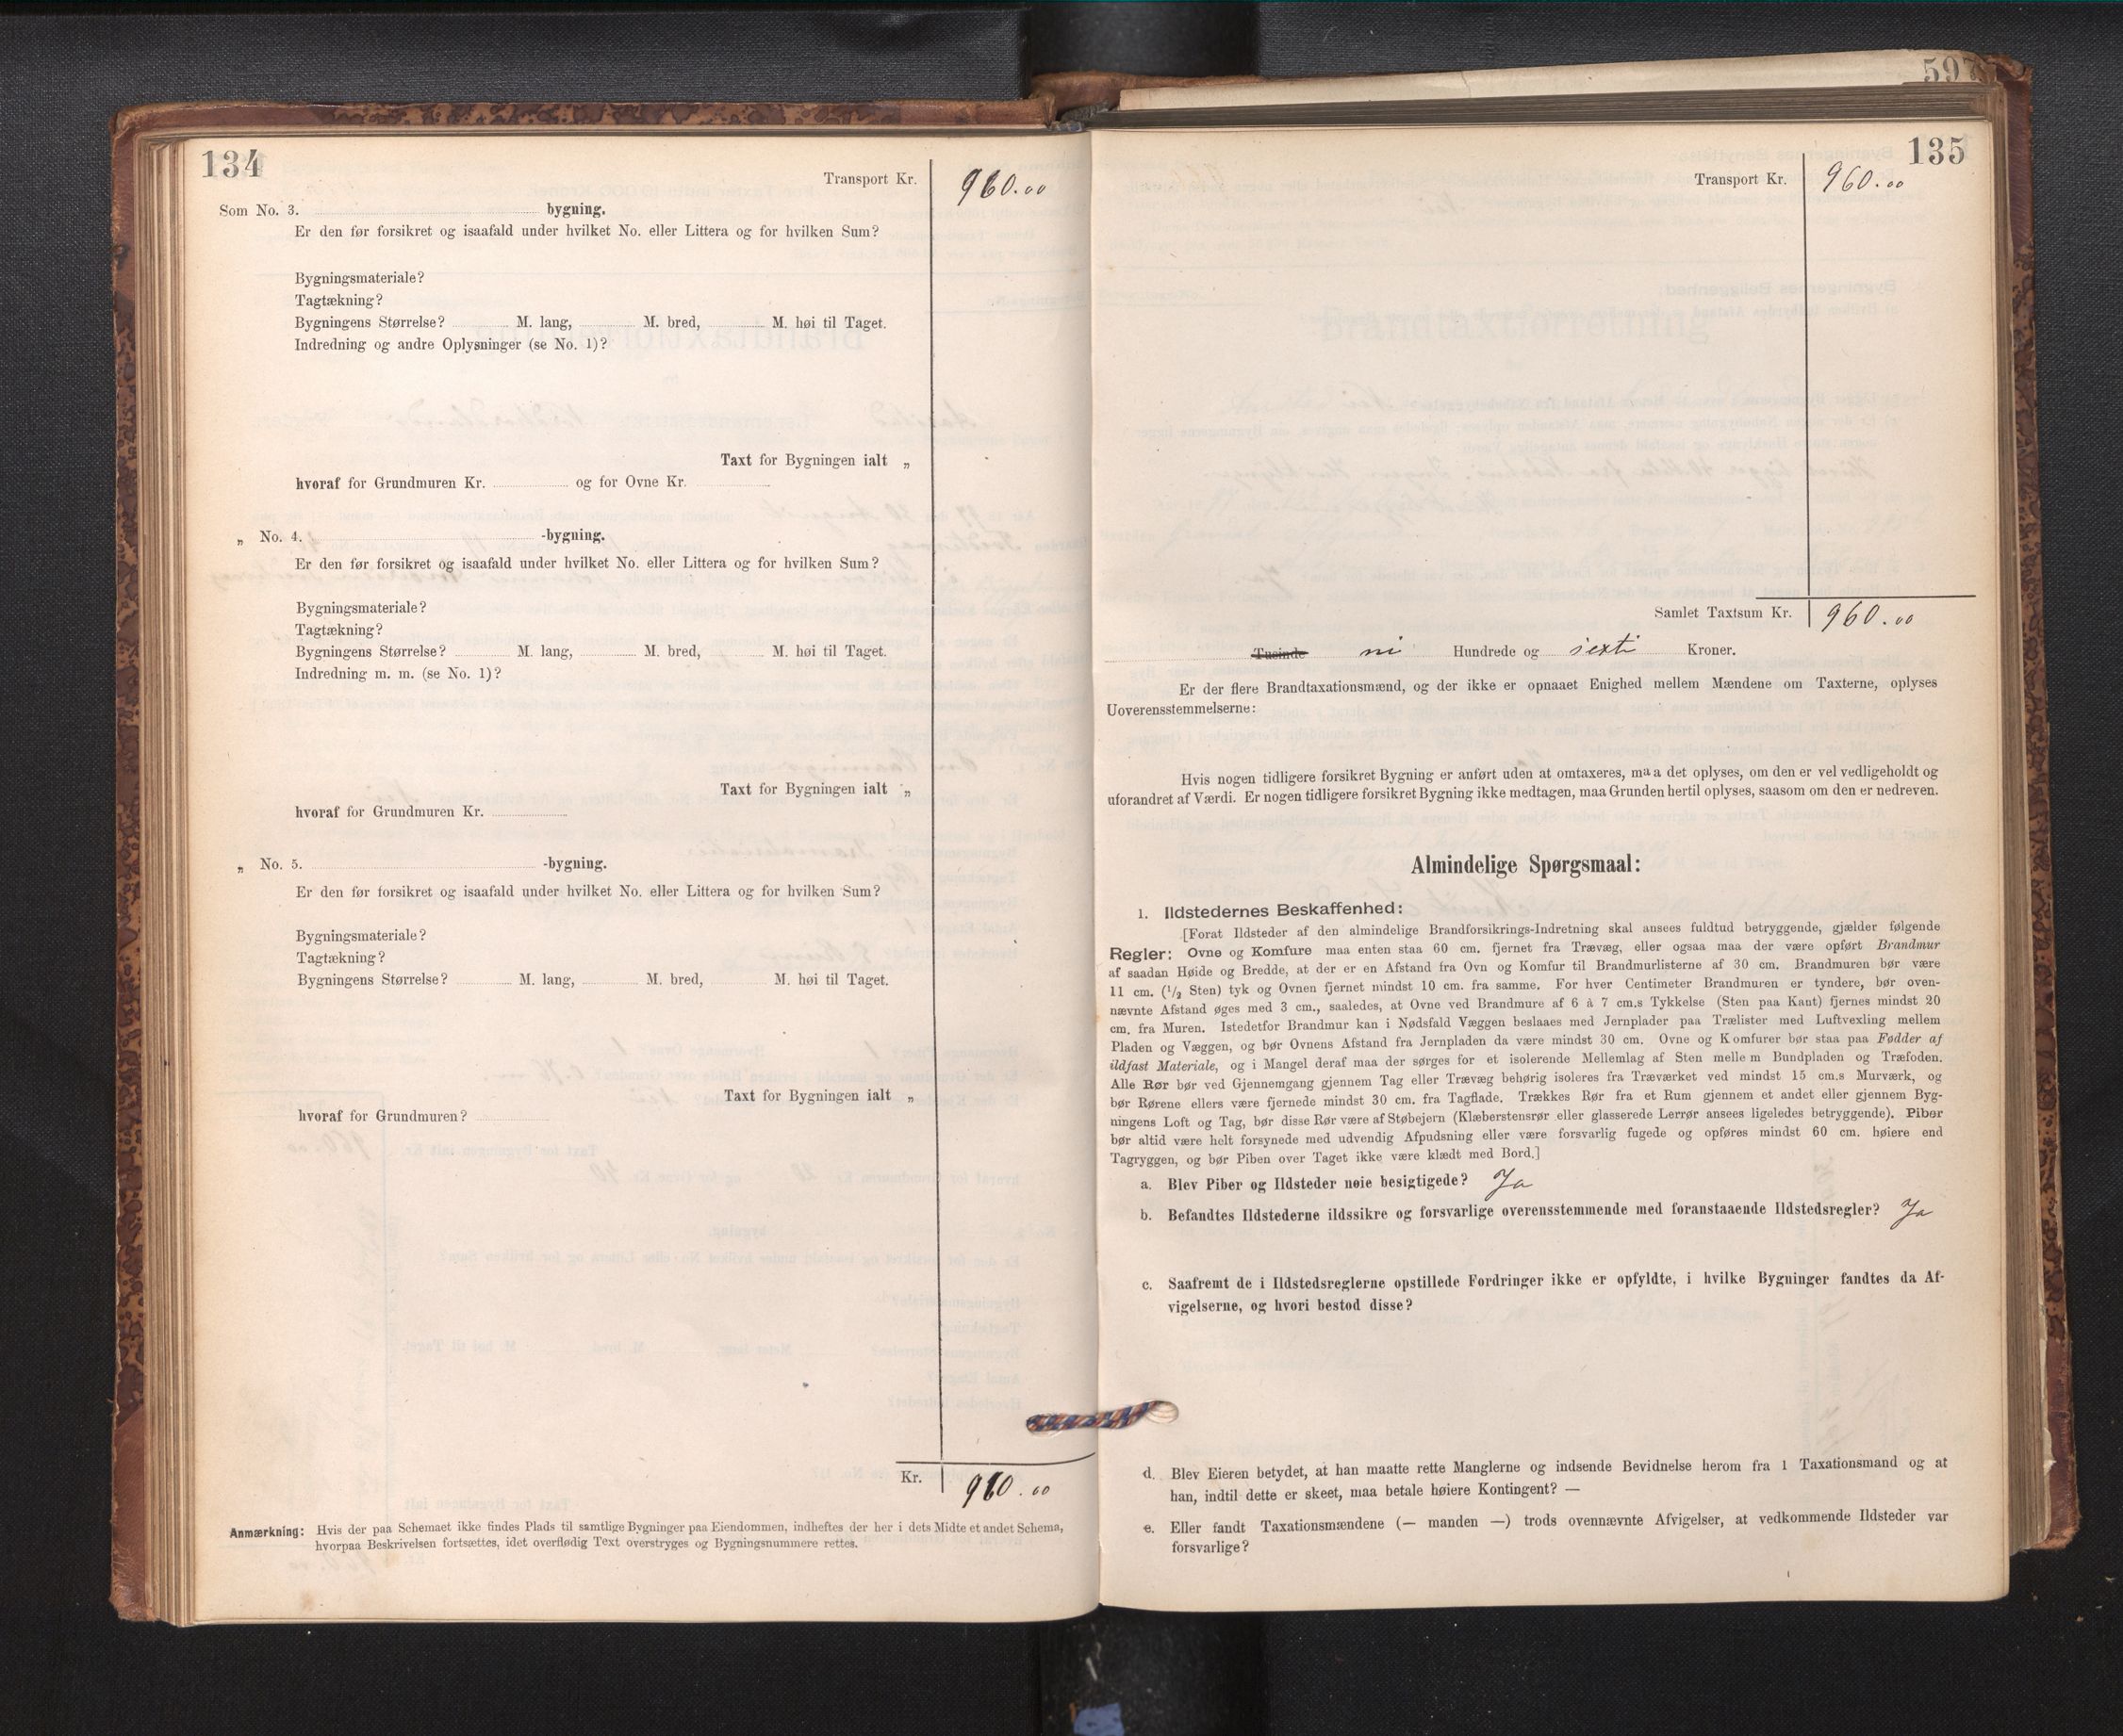 134
Transport Kr. 960.00
Som No. 3. bygning.
Er den før forsikret og isaafald under hvilket No. eller Littera og for hvilken Sum?
Bygningsmateriale?
Tagtækning?
Bygningens Størrelse? M. lang, M. bred, M. høi til Taget.
Indredning og andre Oplysninger (se No. 1)?
Taxt for Bygningen ialt „
hvoraf for Grundmuren Kr. og for Ovne Kr.
„ No. 4. -bygning.
Er den før forsikret og isaafald under hvilket No. eller Littera og for hvilken Sum?
Bygningsmateriale?
Tagtækning?
Bygningens Størrelse? M. lang, M. bred, M. høi til Taget.
Indredning m. m. (se No. 1)?
Taxt for Bygningen ialt „
hvoraf for Grundmuren Kr.
„ No. 5. -bygning.
Er den før forsikret og isaafald under hvilket No. eller Littera og for hvilken Sum?
Bygningsmateriale?
Tagtækning?
Bygningens Størrelse? M. lang, M. bred, M. høi til Taget.
Taxt for Bygningen ialt „
hvoraf for Grundmuren?
Kr. 960.00
Anmærkning: Hvis der paa Schemaet ikke findes Plads til samtlige Bygninger paa Eiendommen, indheftes der her i dets Midte et andet Schema,
hvorpaa Beskrivelsen fortsættes, idet overflødig Text overstryges og Bygningsnummere rettes.
597
135
Transport Kr. 960.00
Samlet Taxtsum Kr. 960.00
Tusinde ni Hundrede og sexti Kroner.
Er der flere Brandtaxationsmænd, og der ikke er opnaaet Enighed mellem Mændene om Taxterne, oplyses
Uoverensstemmelserne:
Hvis nogen tidligere forsikret Bygning er anført uden at omtaxeres, maa det oplyses, om den er vel vedligeholdt og
uforandret af Værdi. Er nogen tidligere forsikret Bygning ikke medtagen, maa Grunden hertil oplyses, saasom om den er nedreven.
Almindelige Spørgsmaal:
1. Ildstedernes Beskaffenhed:
[Forat Ildsteder af den almindelige Brandforsikrings-Indretning skal ansees fuldtud betryggende, gjælder følgende
Regler: Ovne og Komfure maa enten staa 60 cm. fjernet fra Trævæg, eller ogsaa maa der være opført Brandmur
af saadan Høide og Bredde, at der er en Afstand fra Ovn og Komfur til Brandmurlisterne af 30 cm. Brandmuren bør være
11 cm. (1/2 Sten) tyk og Ovnen fjernet mindst 10 cm. fra samme. For hver Centimeter Brandmuren er tyndere, bør oven-
nævnte Afstand øges med 3 cm., saaledes, at Ovne ved Brandmure af 6 à 7 cm.s Tykkelse (Sten paa Kant) fjernes mindst 20
cm. fra Muren. Istedetfor Brandmur kan i Nødsfald Væggen beslaaes med Jernplader paa Trælister med Luftvexling mellem
Pladen og Væggen, og bør Ovnens Afstand fra Jernpladen da være mindst 30 cm. Ovne og Komfurer bør staa paa Fødder af
ildfast Materiale, og i Mangel deraf maa der sørges for et isolerende Mellemlag af Sten mellem Bundpladen og Træfoden.
Alle Rør bør ved Gjennemgang gjennem Tag eller Trævæg behørig isoleres fra Træværket ved mindst 15 cm.s Murværk, og
bør Rørene ellers være fjernede mindst 30 cm. fra Tagflade. Trækkes Rør fra et Rum gjennem et andet eller gjennem Byg-
ningens Loft og Tag, bør disse Rør være af Støbejern (Klæberstensrør eller glasserede Lerrør ansees ligeledes betryggende). Piber
bør altid være helt forsynede med udvendig Afpudsning eller være forsvarlig fugede og opføres mindst 60 cm. høiere end
Tagryggen, og bør Piben over Taget ikke være klædt med Bord.]
a. Blev Piber og Ildsteder nøie besigtigede? Ja
b. Befandtes Ildstederne ildssikre og forsvarlige overensstemmende med foranstaaende Ildstedsregler? Ja
c. Saafremt de i Ildstedsreglerne opstillede Fordringer ikke er opfyldte, i hvilke Bygninger fandtes da Af-
vigelserne, og hvori bestod disse?
d. Blev Eieren betydet, at han maatte rette Manglerne og indsende Bevidnelse herom fra 1 Taxationsmand og at
han, indtil dette er skeet, maa betale høiere Kontingent? —
e. Eller fandt Taxationsmændene (— manden —) trods ovennævnte Afvigelser, at vedkommende Ildsteder var
forsvarlige?